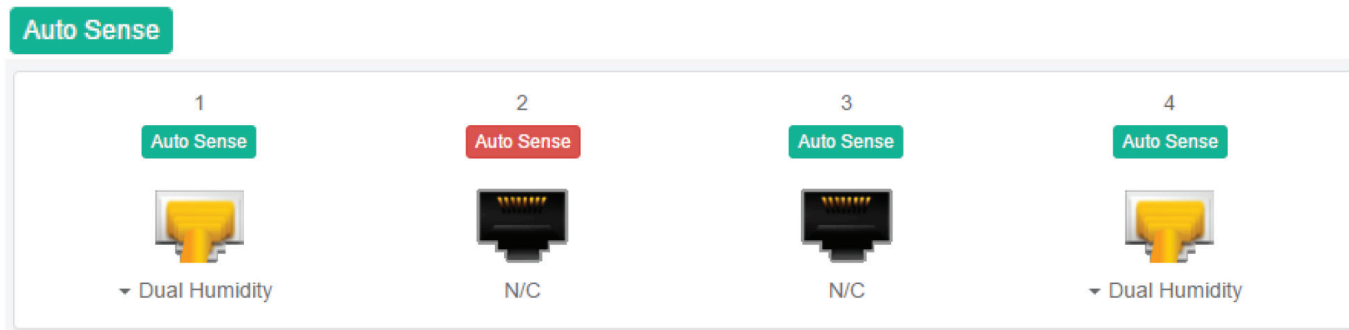 Auto Sense
1 2 3 4
Auto Sense Auto Sense Auto Sense Auto Sense
Dual Humidity N/C N/C Dual Humidity